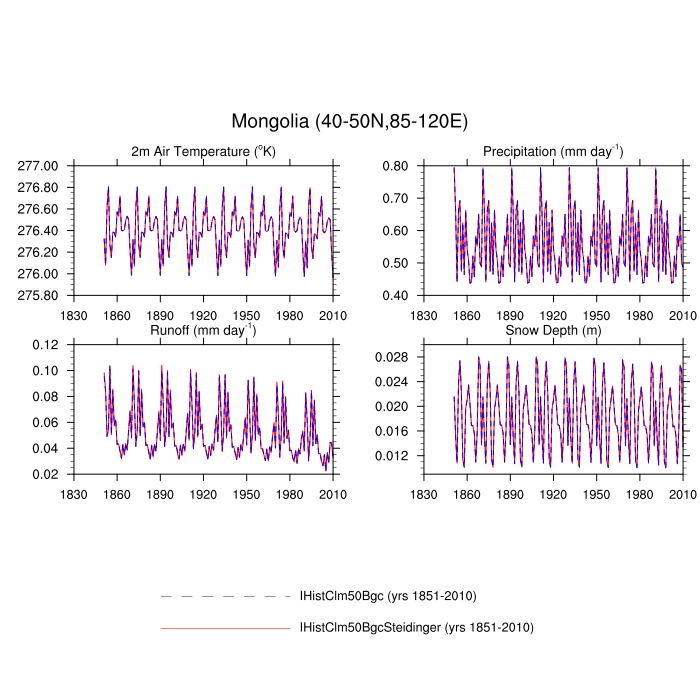 Mongolia (40-50N,85-120E)
2m Air Temperature (°K)
277.00
276.80
276.60
276.40
276.20
276.00
275.80
1830 1860 1890 1920 1950 1980 2010
Precipitation (mm day-1)
0.80
0.70
0.60
0.50
0.40
1830 1860 1890 1920 1950 1980 2010
Runoff (mm day-1)
0.12
0.10
0.08
0.06
0.04
0.02
1830 1860 1890 1920 1950 1980 2010
Snow Depth (m)
0.028
0.024
0.020
0.016
0.012
1830 1860 1890 1920 1950 1980 2010
IHistClm50Bgc (yrs 1851-2010)
IHistClm50BgcSteidinger (yrs 1851-2010)